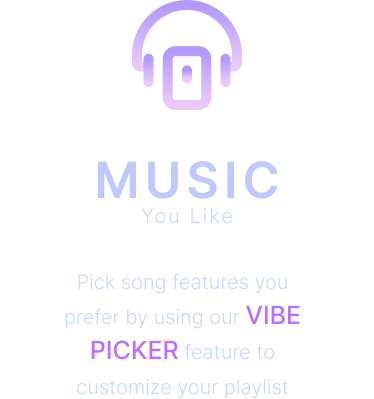 MUSIC
You Like
Pick song features you
prefer by using our VIBE
PICKER feature to
customize your playlist